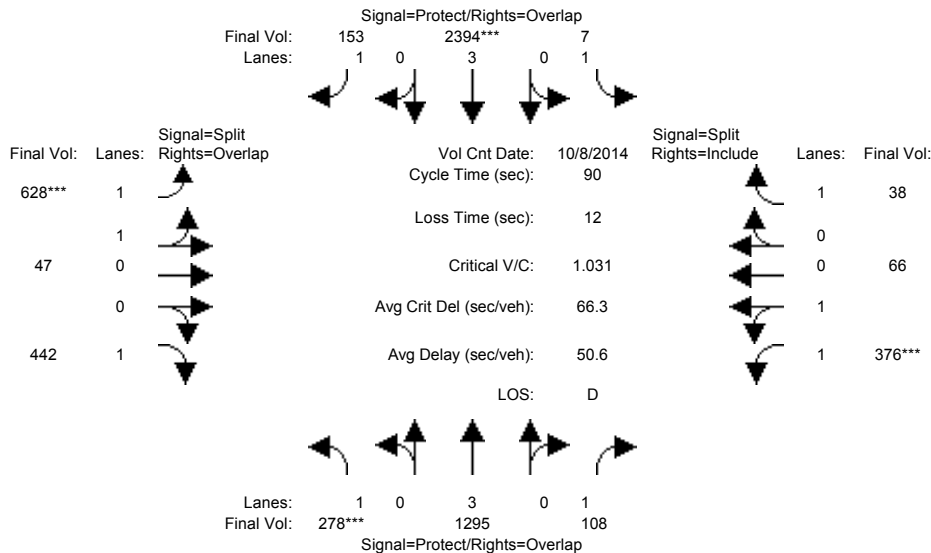 Signal=Protect/Rights=Overlap
Final Vol: 153 2394*** 7
Lanes: 1 0 3 0 1
Signal=Split Signal=Split
Final Vol: Lanes: Rights=Overlap Vol Cnt Date: 10/8/2014 Rights=Include Lanes: Final Vol:
Cycle Time (sec): 90
628*** 1 1 38
Loss Time (sec): 12
1 0
47 0 Critical V/C: 1.031 0 66
0 Avg Crit Del (sec/veh): 66.3 1
442 1 Avg Delay (sec/veh): 50.6 1 376***
LOS: D
Lanes: 1 0 3 0 1
Final Vol: 278*** 1295 108
Signal=Protect/Rights=Overlap